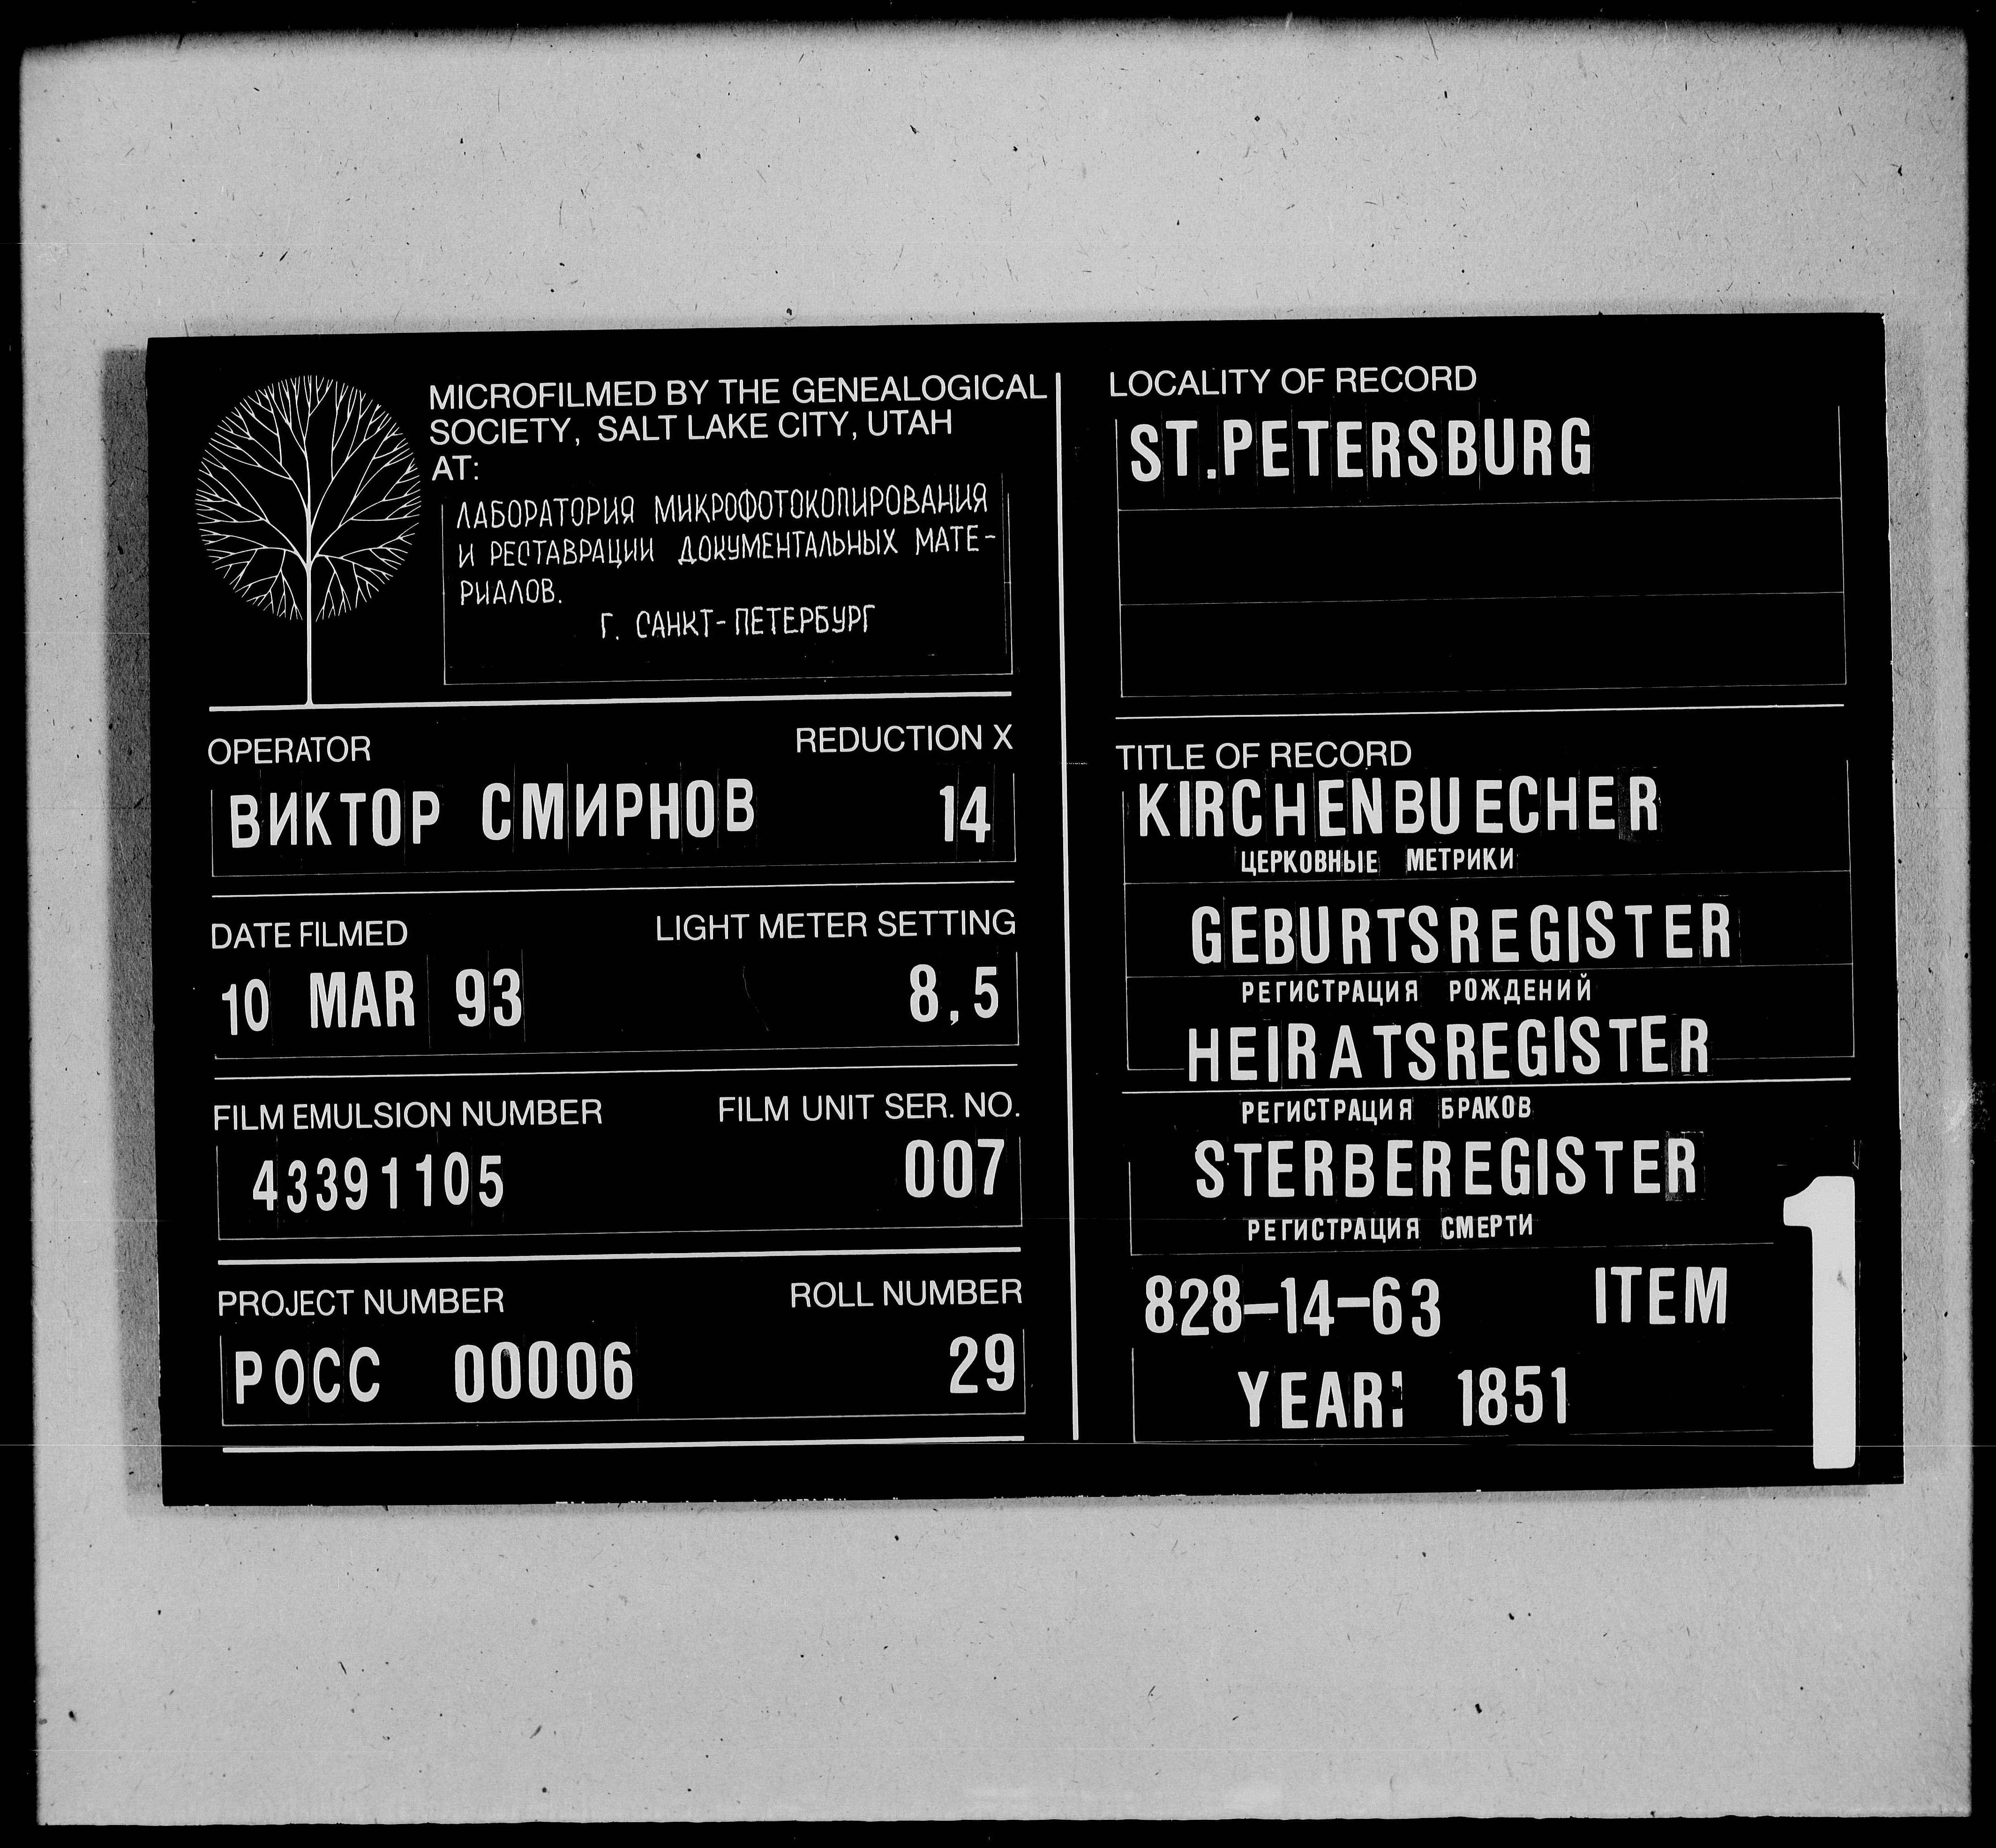 MICROFILMED BY THE GENEALOGICAL
SOCIETY, SALT LAKE CITY, UTAH
AT:
ЛАБОРАТОРИЯ МИКРОФОТОКОПИРОВАНИЯ
И РЕСТАВРАЦИИ ДОКУМЕНТАЛЬНЫХ МАТЕ-
РИАЛОВ.
Г. САНКТ-ПЕТЕРБУРГ
OPERATOR REDUCTION X
ВИКТОР СМИРНОВ 14
DATE FILMED LIGHT METER SETTING
10 MAR 93 8,5
FILM EMULSION NUMBER FILM UNIT SER. NO.
43391105 007
PROJECT NUMBER ROLL NUMBER
РОСС 00006 29
LOCALITY OF RECORD
ST.PETERSBURG
TITLE OF RECORD
KIRCHENBUECHER
ЦЕРКОВНЫЕ МЕТРИКИ
GEBURTSREGISTER
РЕГИСТРАЦИЯ РОЖДЕНИЙ
HEIRATSREGISTER
РЕГИСТРАЦИЯ БРАКОВ
STERBEREGISTER
РЕГИСТРАЦИЯ СМЕРТИ
828-14-63 ITEM 1
YEAR: 1851